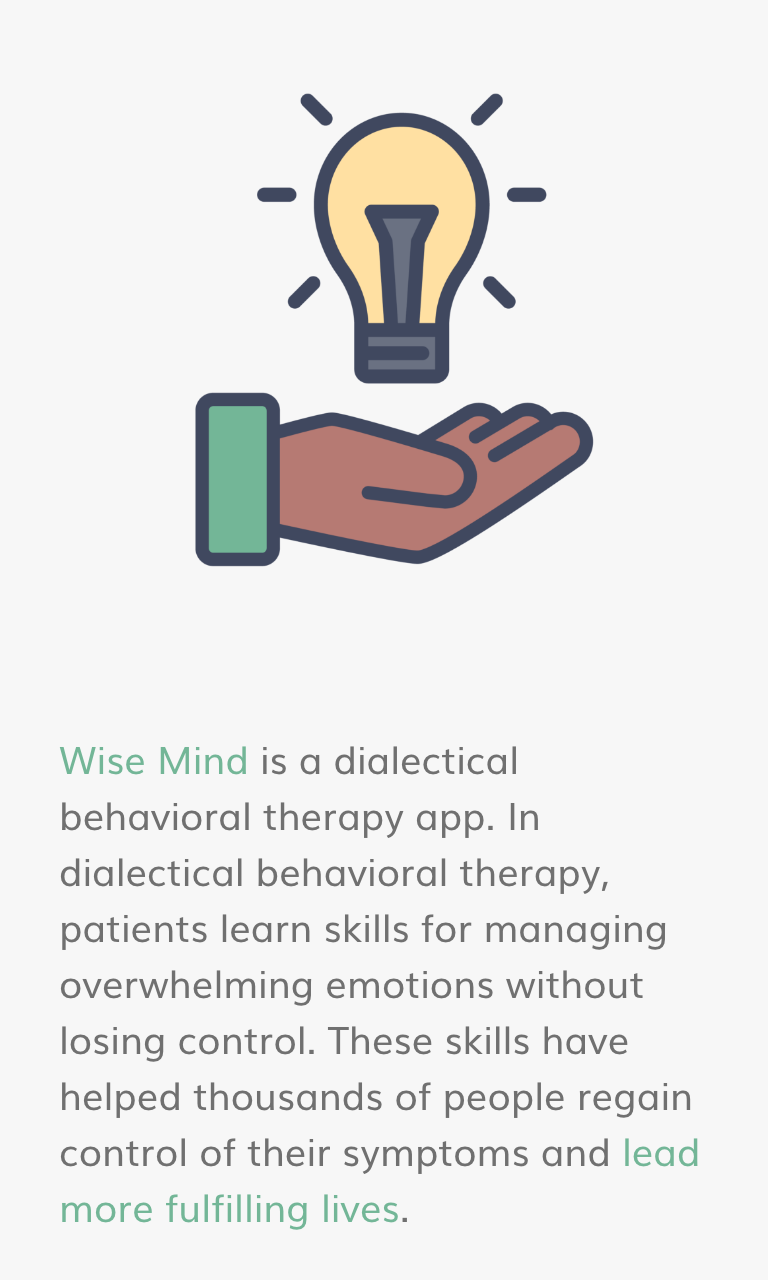 Wise Mind is a dialectical
behavioral therapy app. In
dialectical behavioral therapy,
patients learn skills for managing
overwhelming emotions without
losing control. These skills have
helped thousands of people regain
control of their symptoms and lead
more fulfilling lives.